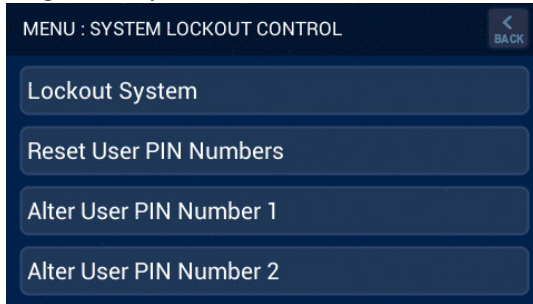 MENU : SYSTEM LOCKOUT CONTROL
BACK
Lockout System
Reset User PIN Numbers
Alter User PIN Number 1
Alter User PIN Number 2